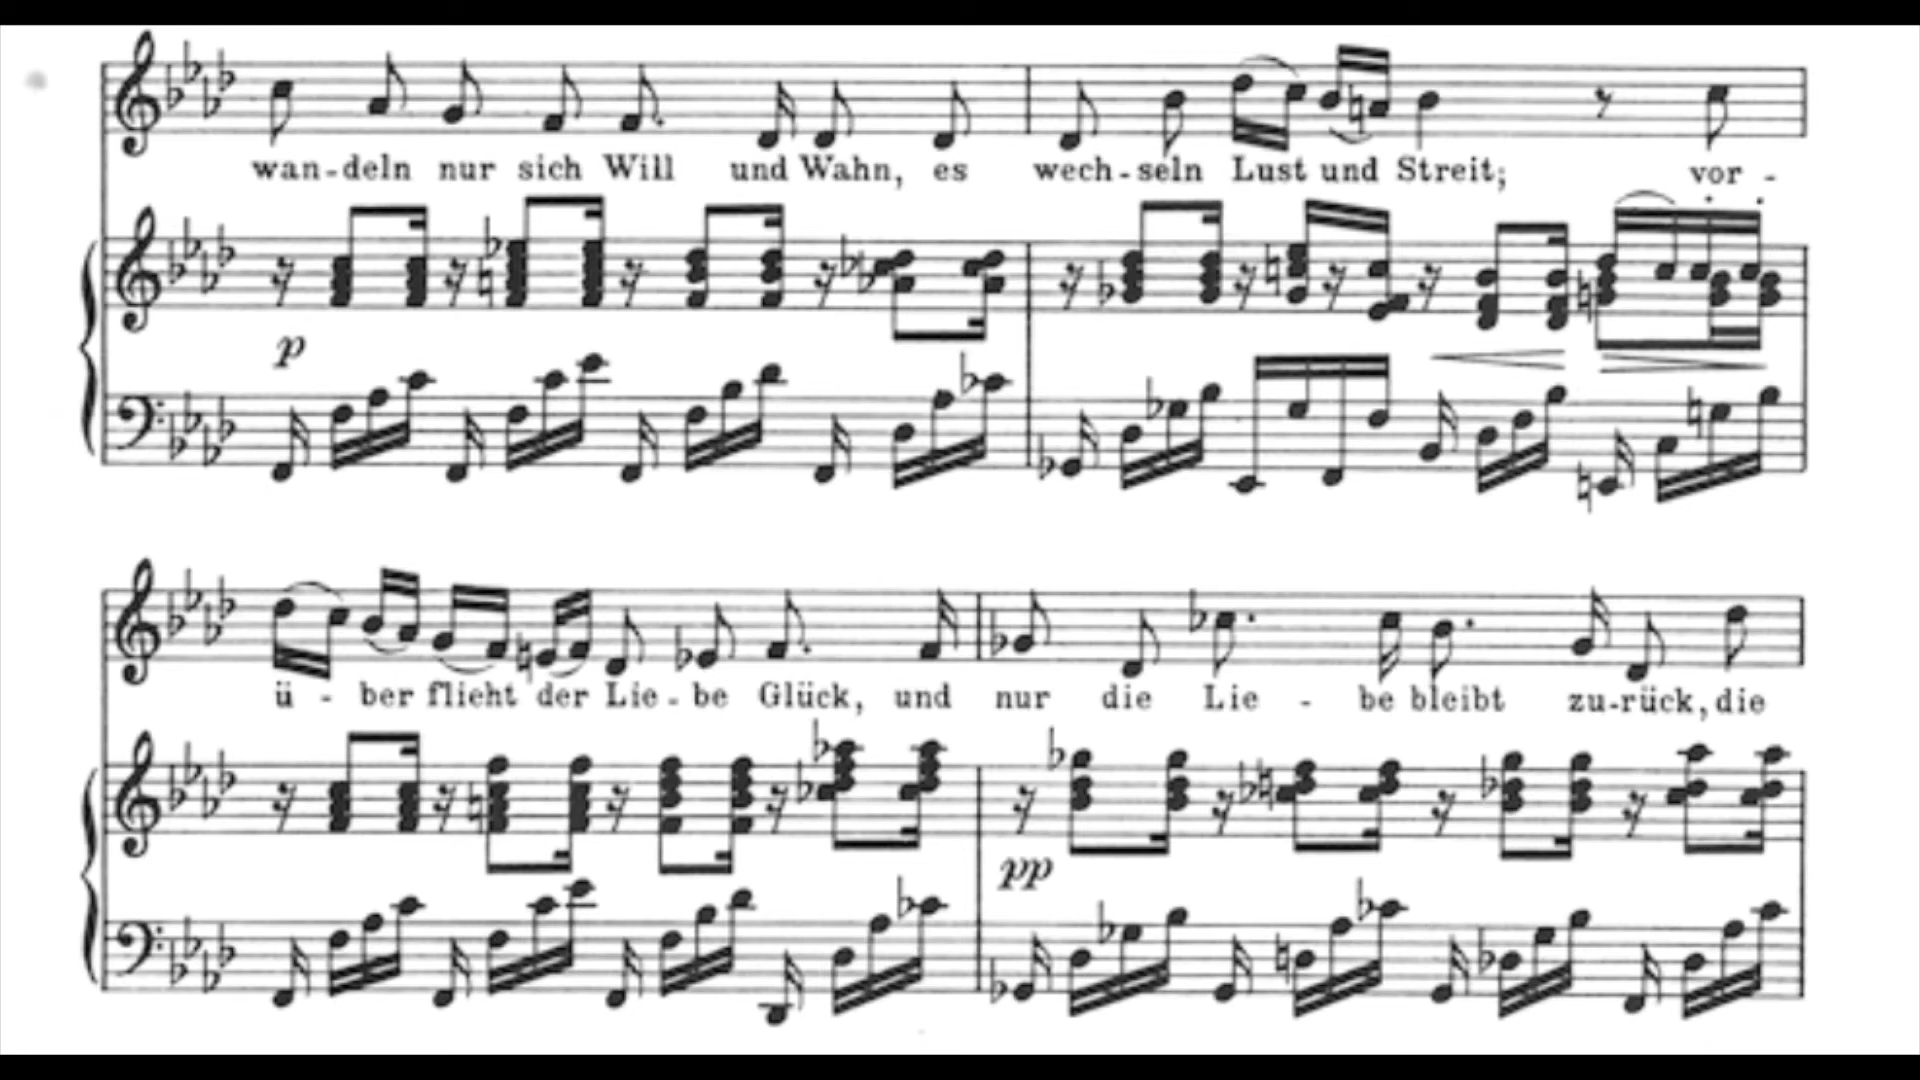 wan-deln nur sich Will und Wahn, es wech-seln Lust und Streit; vor-
p
ü-ber flieht der Lie-be Glück, und nur die Lie-be bleibt zu-rück, die
pp